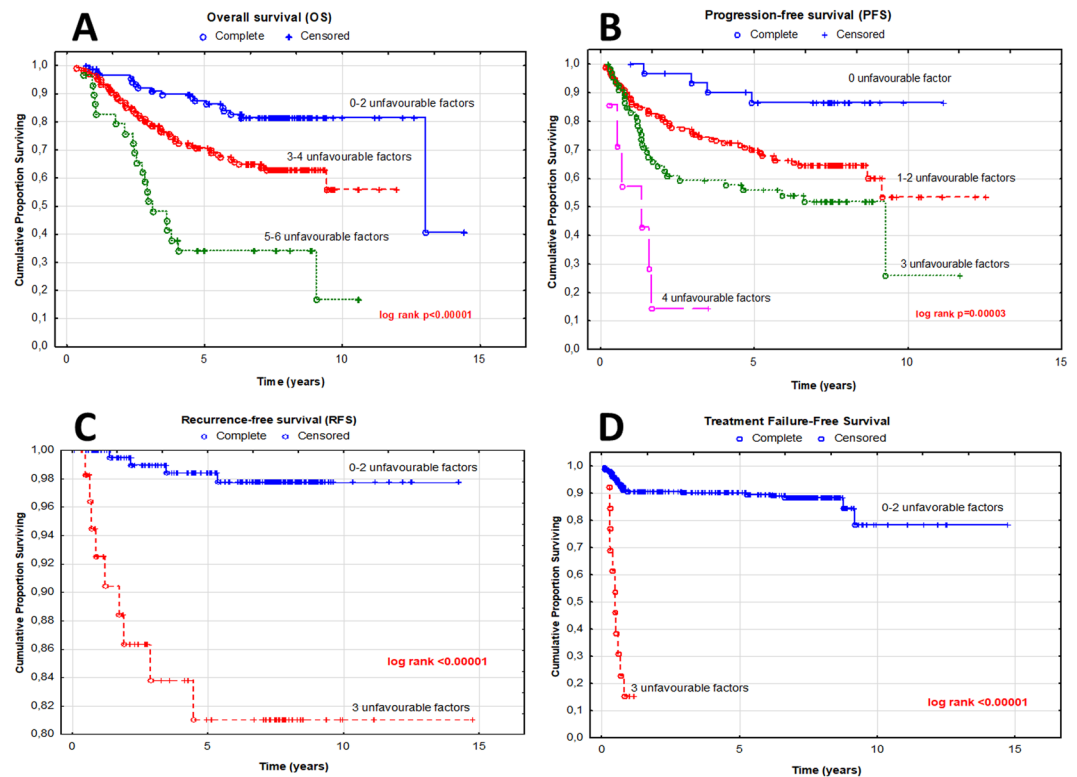 A
Overall survival (OS)
Complete Censored
Cumulative Proportion Surviving
1,0
0,9
0,8
0,7
0,6
0,5
0,4
0,3
0,2
0,1
0,0
0-2 unfavourable factors
3-4 unfavourable factors
5-6 unfavourable factors
log rank p<0.00001
0 5 10 15
Time (years)
B
Progression-free survival (PFS)
Complete Censored
Cumulative Proportion Surviving
1,0
0,9
0,8
0,7
0,6
0,5
0,4
0,3
0,2
0,1
0,0
0 unfavourable factor
1-2 unfavourable factors
3 unfavourable factors
4 unfavourable factors
log rank p=0.00003
0 5 10 15
Time (years)
C
Recurrence-free survival (RFS)
Complete Censored
Cumulative Proportion Surviving
1,00
0,98
0,96
0,94
0,92
0,90
0,88
0,86
0,84
0,82
0,80
0-2 unfavourable factors
log rank <0.00001
3 unfavourable factors
0 5 10 15
Time (years)
D
Treatment Failure-Free Survival
Complete Censored
Cumulative Proportion Surviving
1,0
0,9
0,8
0,7
0,6
0,5
0,4
0,3
0,2
0,1
0,0
0-2 unfavorable factors
3 unfavourable factors
log rank <0.00001
0 5 10 15
Time (years)